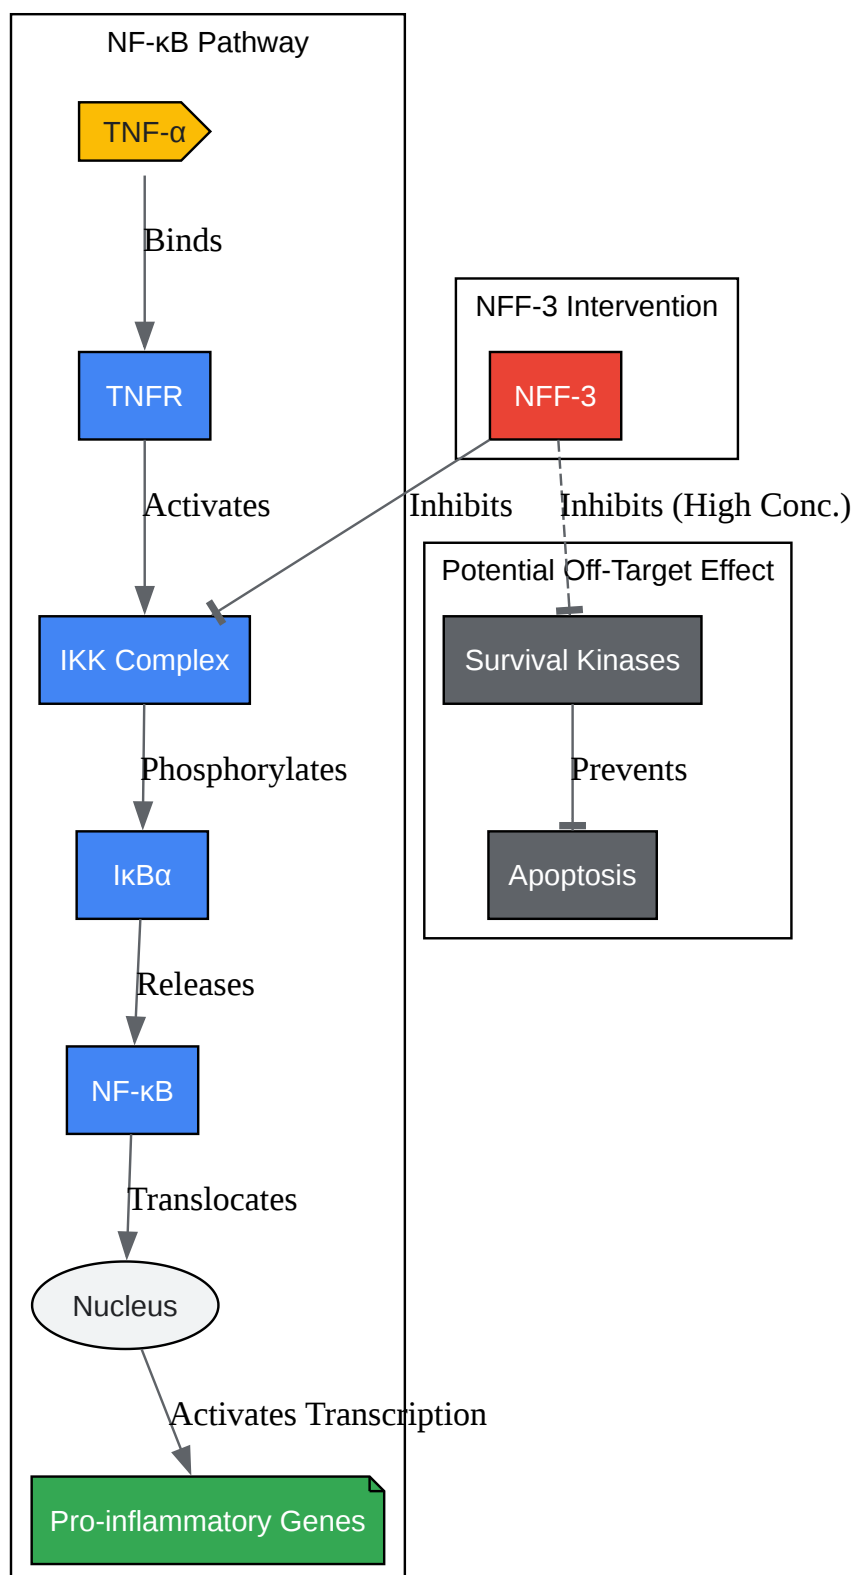 NF-κB Pathway
TNF-α
Binds
NFF-3 Intervention
TNFR
NFF-3
Activates
Inhibits
Inhibits (High Conc.)
Potential Off-Target Effect
IKK Complex
Survival Kinases
Phosphorylates
Prevents
IκBα
Apoptosis
Releases
NF-κB
Translocates
Nucleus
Activates Transcription
Pro-inflammatory Genes